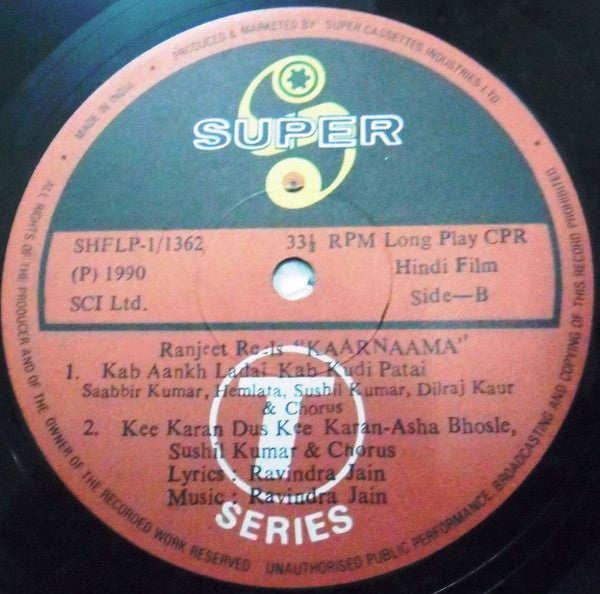 PRODUCED & MARKETED BY SUPER CASSETTES INDUSTRIES LTD.
MADE IN INDIA
SUPER
SHFLP-1/1362 33⅓ RPM Long Play CPR
(P) 1990 Hindi Film
SCI Ltd. Side—B
Ranjeet Reels "KAARNAAMA"
1. Kab Aankh Ladai Kab Kudi Patai
Saabbir Kumar, Hemlata, Sushil Kumar, Dilraj Kaur
& Chorus
2. Kee Karan Dus Kee Karan-Asha Bhosle,
Sushil Kumar & Chorus
Lyrics : Ravindra Jain
Music : Ravindra Jain
T
SERIES
ALL RIGHTS OF THE PRODUCER AND OF THE OWNER OF THE RECORDED WORK RESERVED
UNAUTHORISED PUBLIC PERFORMANCE BROADCASTING AND COPYING OF THIS RECORD PROHIBITED